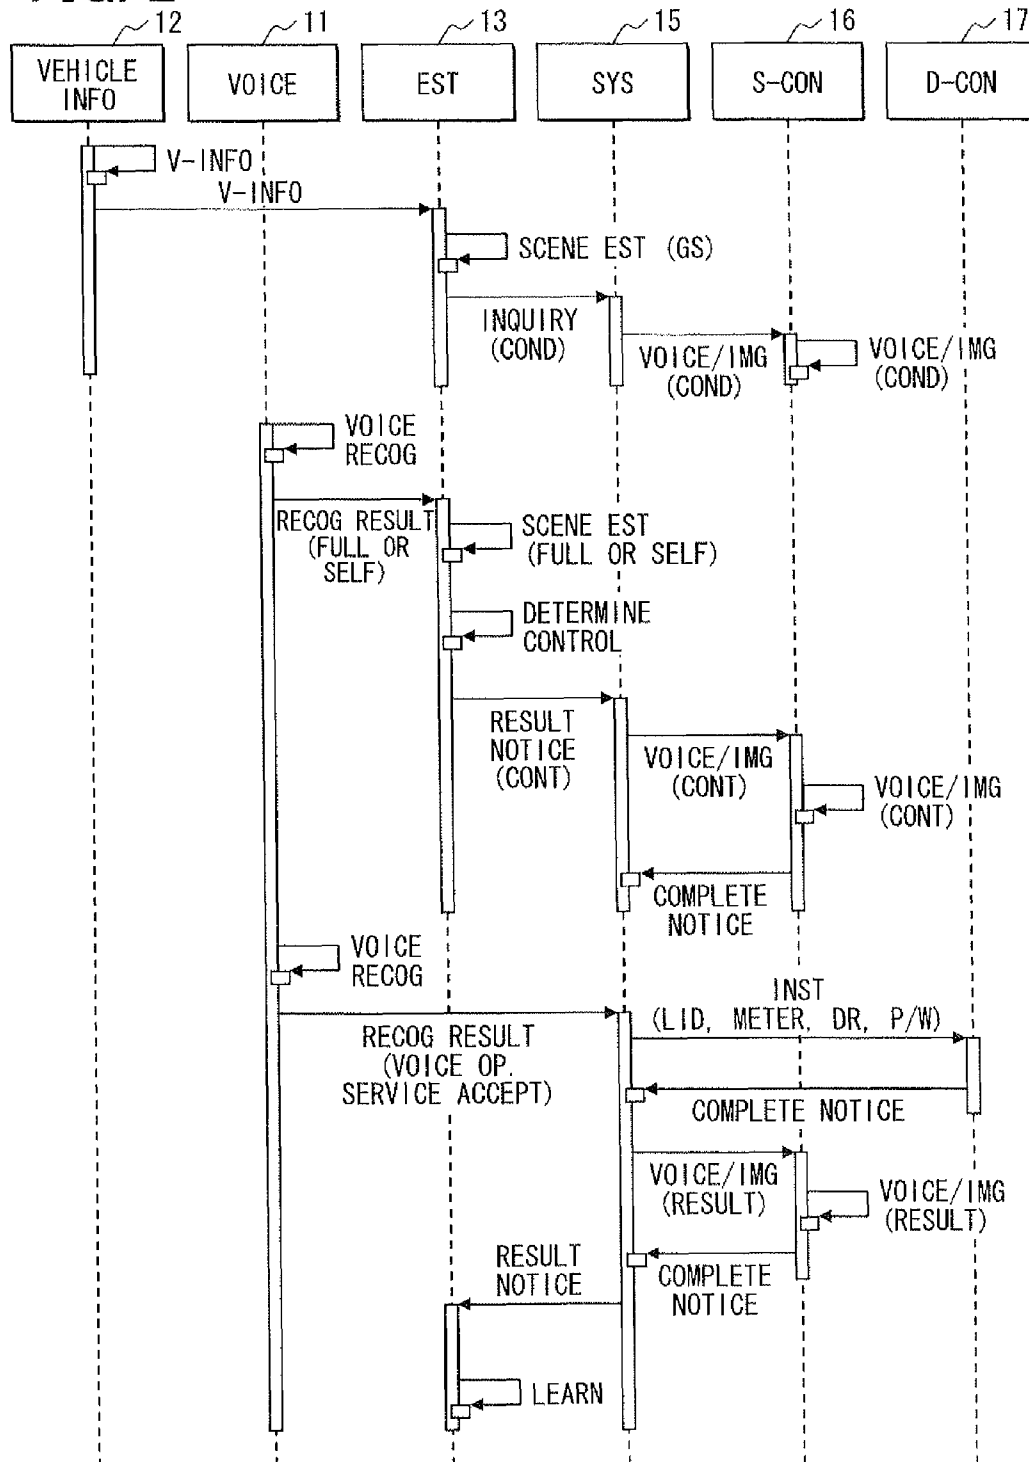 12
11
13
15
16
17
VEHICLE
INFO
VOICE
EST
SYS
S-CON
D-CON
V-INFO
V-INFO
SCENE EST (GS)
INQUIRY
(COND)
VOICE/IMG
(COND)
VOICE/IMG
(COND)
VOICE
RECOG
RECOG RESULT
(FULL OR
SELF)
SCENE EST
(FULL OR SELF)
DETERMINE
CONTROL
RESULT
NOTICE
(CONT)
VOICE/IMG
(CONT)
VOICE/IMG
(CONT)
COMPLETE
NOTICE
VOICE
RECOG
RECOG RESULT
(VOICE OP.
SERVICE ACCEPT)
INST
(LID, METER, DR, P/W)
COMPLETE NOTICE
VOICE/IMG
(RESULT)
VOICE/IMG
(RESULT)
COMPLETE
NOTICE
RESULT
NOTICE
LEARN